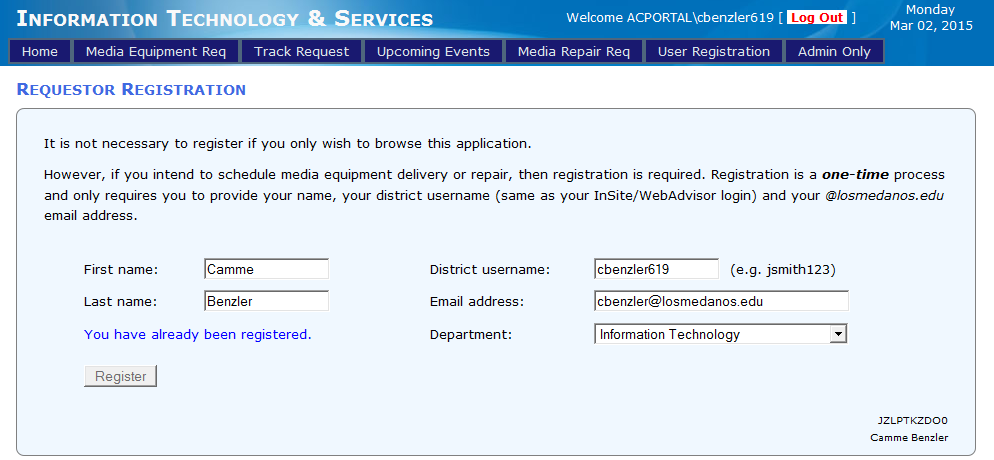 Information Technology & Services
Welcome ACPORTAL\cbenzler619 [ Log Out ]
Monday
Mar 02, 2015
Home Media Equipment Req Track Request Upcoming Events Media Repair Req User Registration Admin Only
Requestor Registration
It is not necessary to register if you only wish to browse this application.
However, if you intend to schedule media equipment delivery or repair, then registration is required. Registration is a one-time process
and only requires you to provide your name, your district username (same as your InSite/WebAdvisor login) and your @losmedanos.edu
email address.
First name: Camme District username: cbenzler619 (e.g. jsmith123)
Last name: Benzler Email address: cbenzler@losmedanos.edu
You have already been registered. Department: Information Technology
Register
JZLPTKZDO0
Camme Benzler